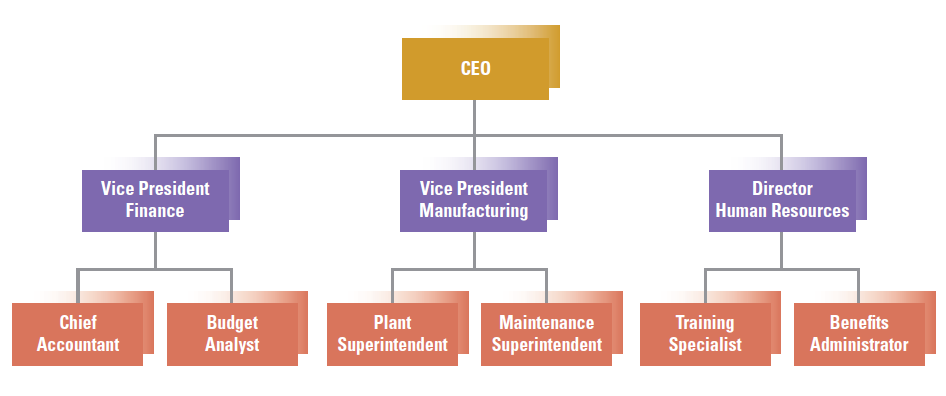 CEO
Vice President
Finance
Vice President
Manufacturing
Director
Human Resources
Chief
Accountant
Budget
Analyst
Plant
Superintendent
Maintenance
Superintendent
Training
Specialist
Benefits
Administrator